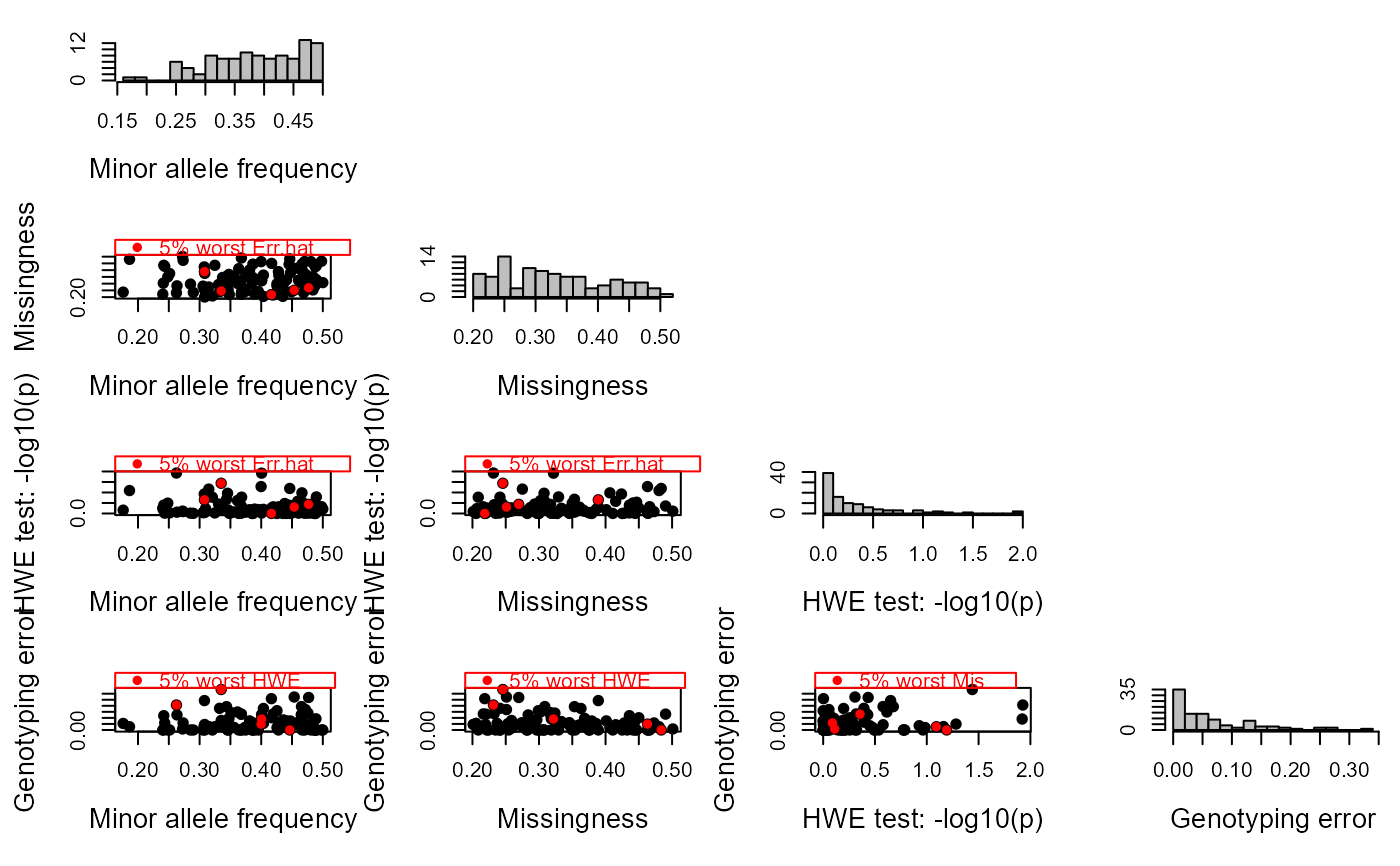 12
0
0.15 0.25 0.35 0.45
Minor allele frequency
Missingness
0.20
5% worst Err.hat
0.20 0.30 0.40 0.50
Minor allele frequency
14
0
0.20 0.30 0.40 0.50
Missingness
HWE test: -log10(p)
0.0
5% worst Err.hat
0.20 0.30 0.40 0.50
Minor allele frequency
HWE test: -log10(p)
0.0
5% worst Err.hat
0.20 0.30 0.40 0.50
Missingness
40
0
0.0 0.5 1.0 1.5 2.0
HWE test: -log10(p)
Genotyping error
0.00
5% worst HWE
0.20 0.30 0.40 0.50
Minor allele frequency
Genotyping error
0.00
5% worst HWE
0.20 0.30 0.40 0.50
Missingness
Genotyping error
0.00
5% worst Mis
0.0 0.5 1.0 1.5 2.0
HWE test: -log10(p)
35
0
0.00 0.10 0.20 0.30
Genotyping error